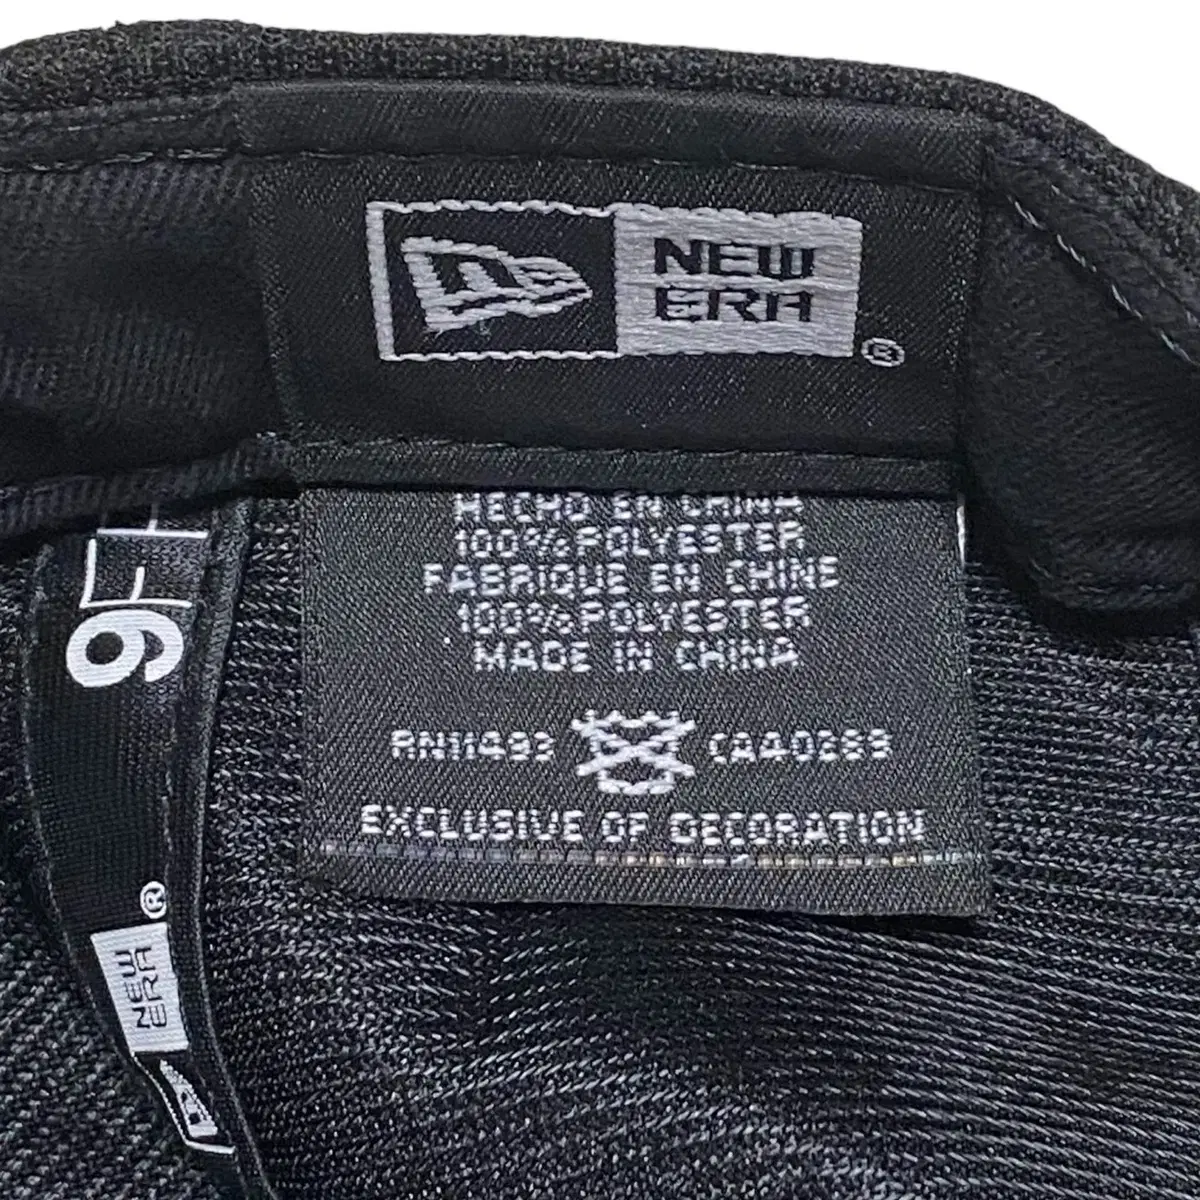 NEW
ERA
®
HECHO EN CHINA
100% POLYESTER
FABRIQUE EN CHINE
100% POLYESTER
MADE IN CHINA
RN11493 CA40389
EXCLUSIVE OF DECORATION
9F
NEW
ERA
®